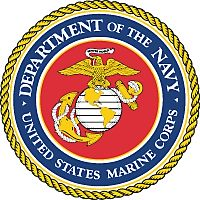 DEPARTMENT OF THE NAVY
UNITED STATES MARINE CORPS